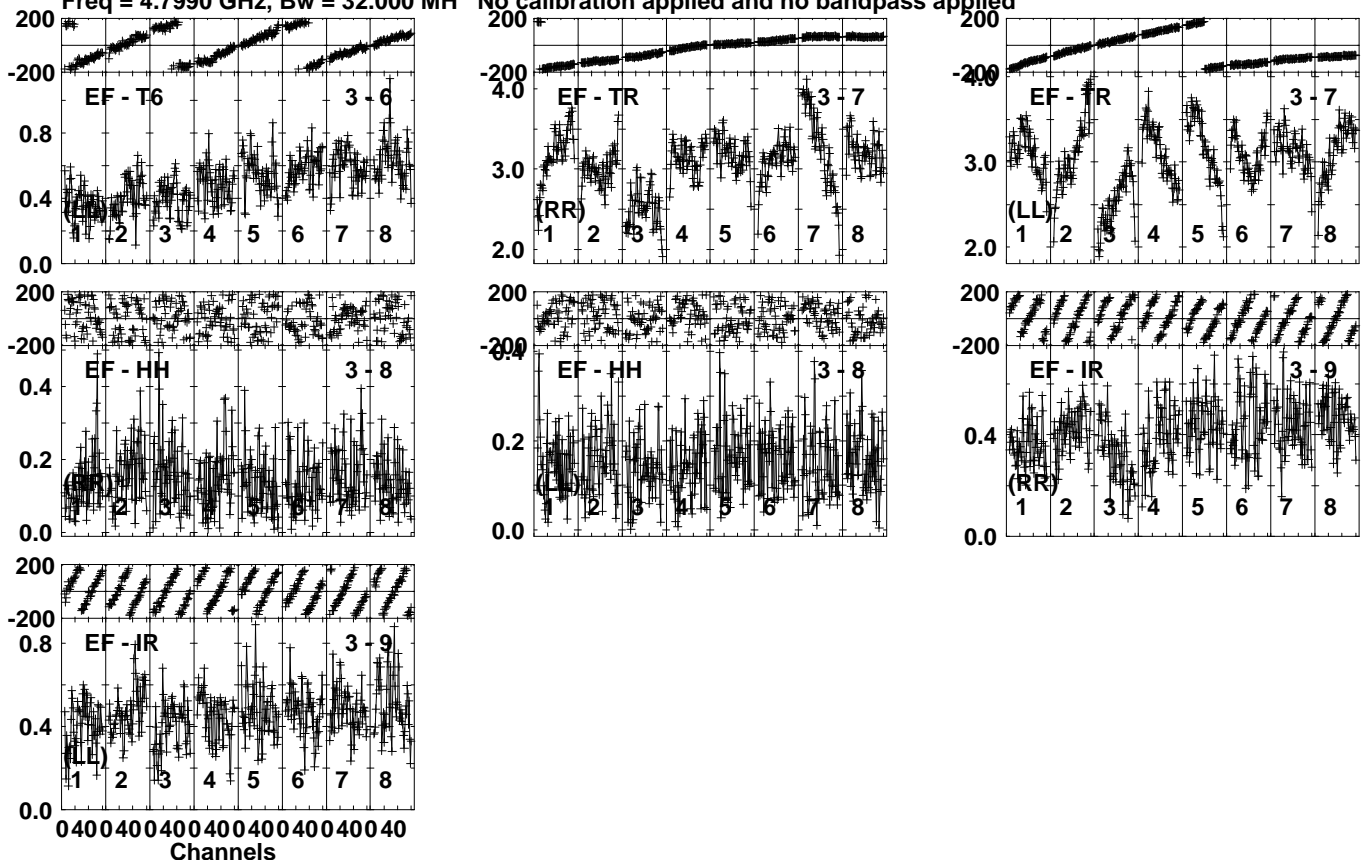 Freq = 4.7990 GHz, Bw = 32.000 MH No calibration applied and no bandpass applied
200
-200
EF - T6 3 - 6
0.8
0.4
(LL)
1 2 3 4 5 6 7 8
0.0
200
-200
4.0
EF - TR 3 - 7
3.0
(RR)
1 2 3 4 5 6 7 8
2.0
200
-200
4.0
EF - TR 3 - 7
3.0
(LL)
1 2 3 4 5 6 7 8
2.0
200
-200
EF - HH 3 - 8
0.4
0.2
(RR)
1 2 3 4 5 6 7 8
0.0
200
-200
0.4
EF - HH 3 - 8
0.2
(LL)
1 2 3 4 5 6 7 8
0.0
200
-200
EF - IR 3 - 9
0.4
(RR)
1 2 3 4 5 6 7 8
0.0
200
-200
EF - IR 3 - 9
0.8
0.4
(LL)
1 2 3 4 5 6 7 8
0.0
0 40 0 40 0 40 0 40 0 40 0 40 0 40 0 40
Channels